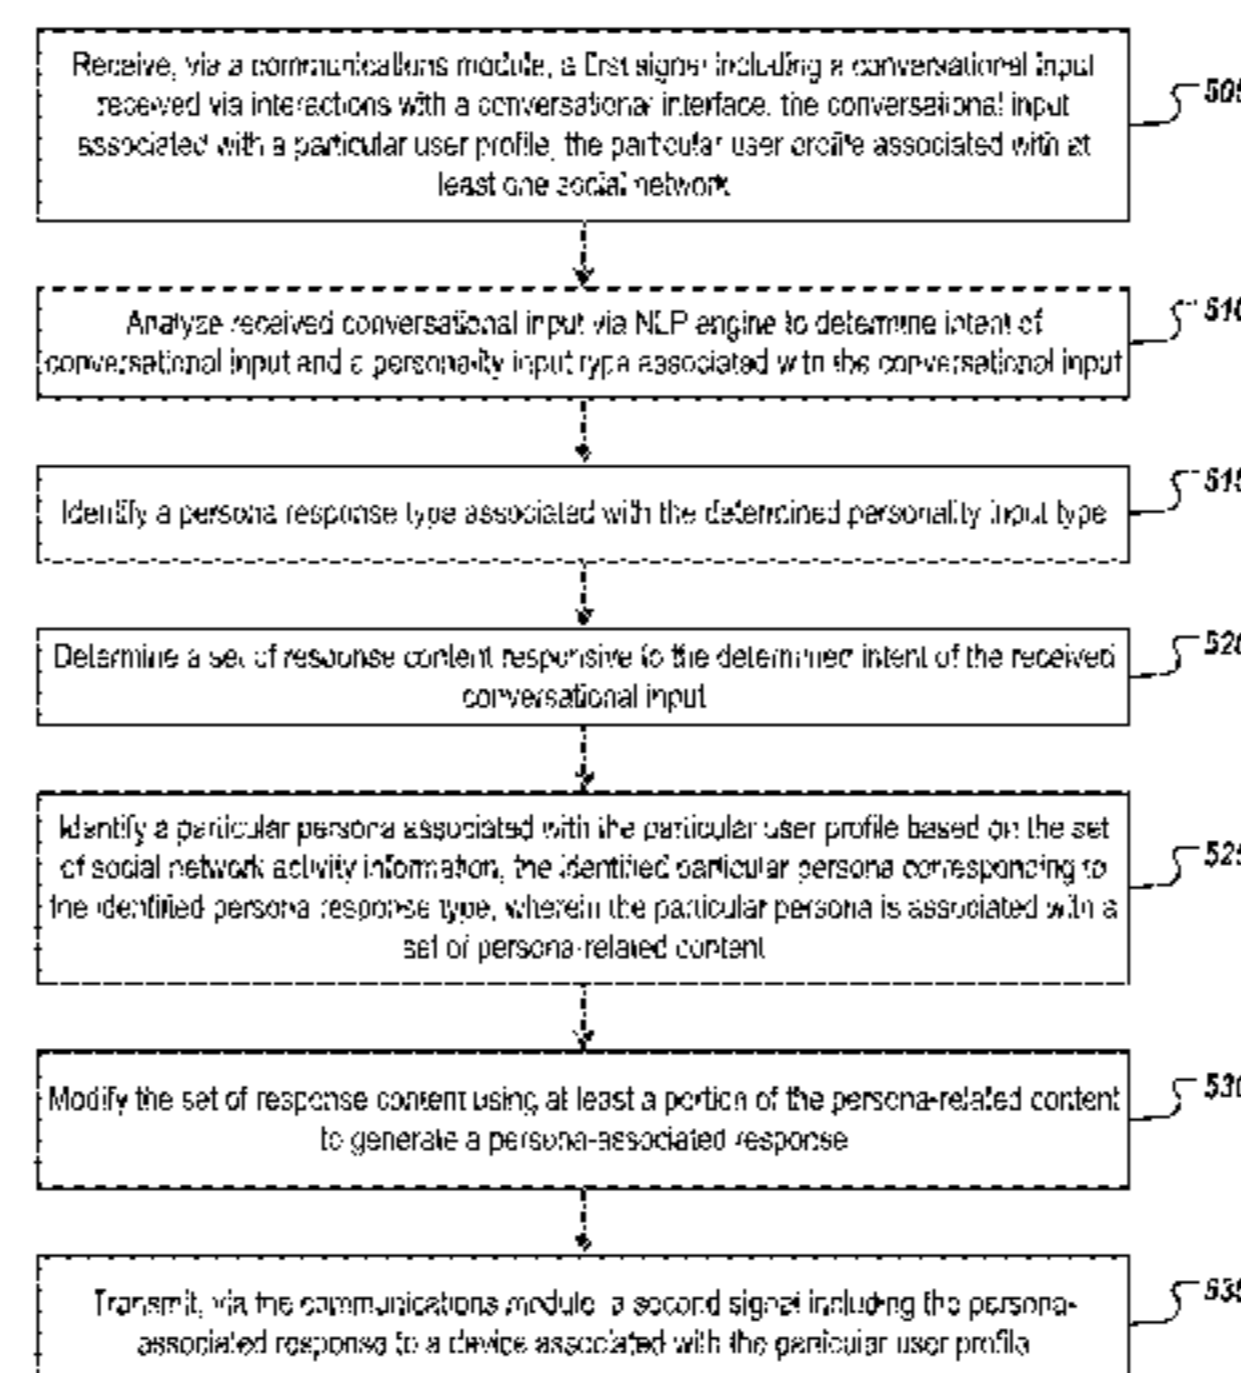 Receive, via a communications module, a first signal including a conversational input
received via interactions with a conversational interface, the conversational input
associated with a particular user profile, the particular user profile associated with at
least one social network
505
Analyze received conversational input via NLP engine to determine intent of
conversational input and a personality input type associated with the conversational input
510
Identify a persona response type associated with the determined personality input type
515
Determine a set of response content responsive to the determined intent of the received
conversational input
520
Identify a particular persona associated with the particular user profile based on the set
of social network activity information, the identified particular persona corresponding to
the identified persona response type, wherein the particular persona is associated with a
set of persona-related content
525
Modify the set of response content using at least a portion of the persona-related content
to generate a persona-associated response
530
Transmit, via the communications module, a second signal including the persona-
associated response to a device associated with the particular user profile
535